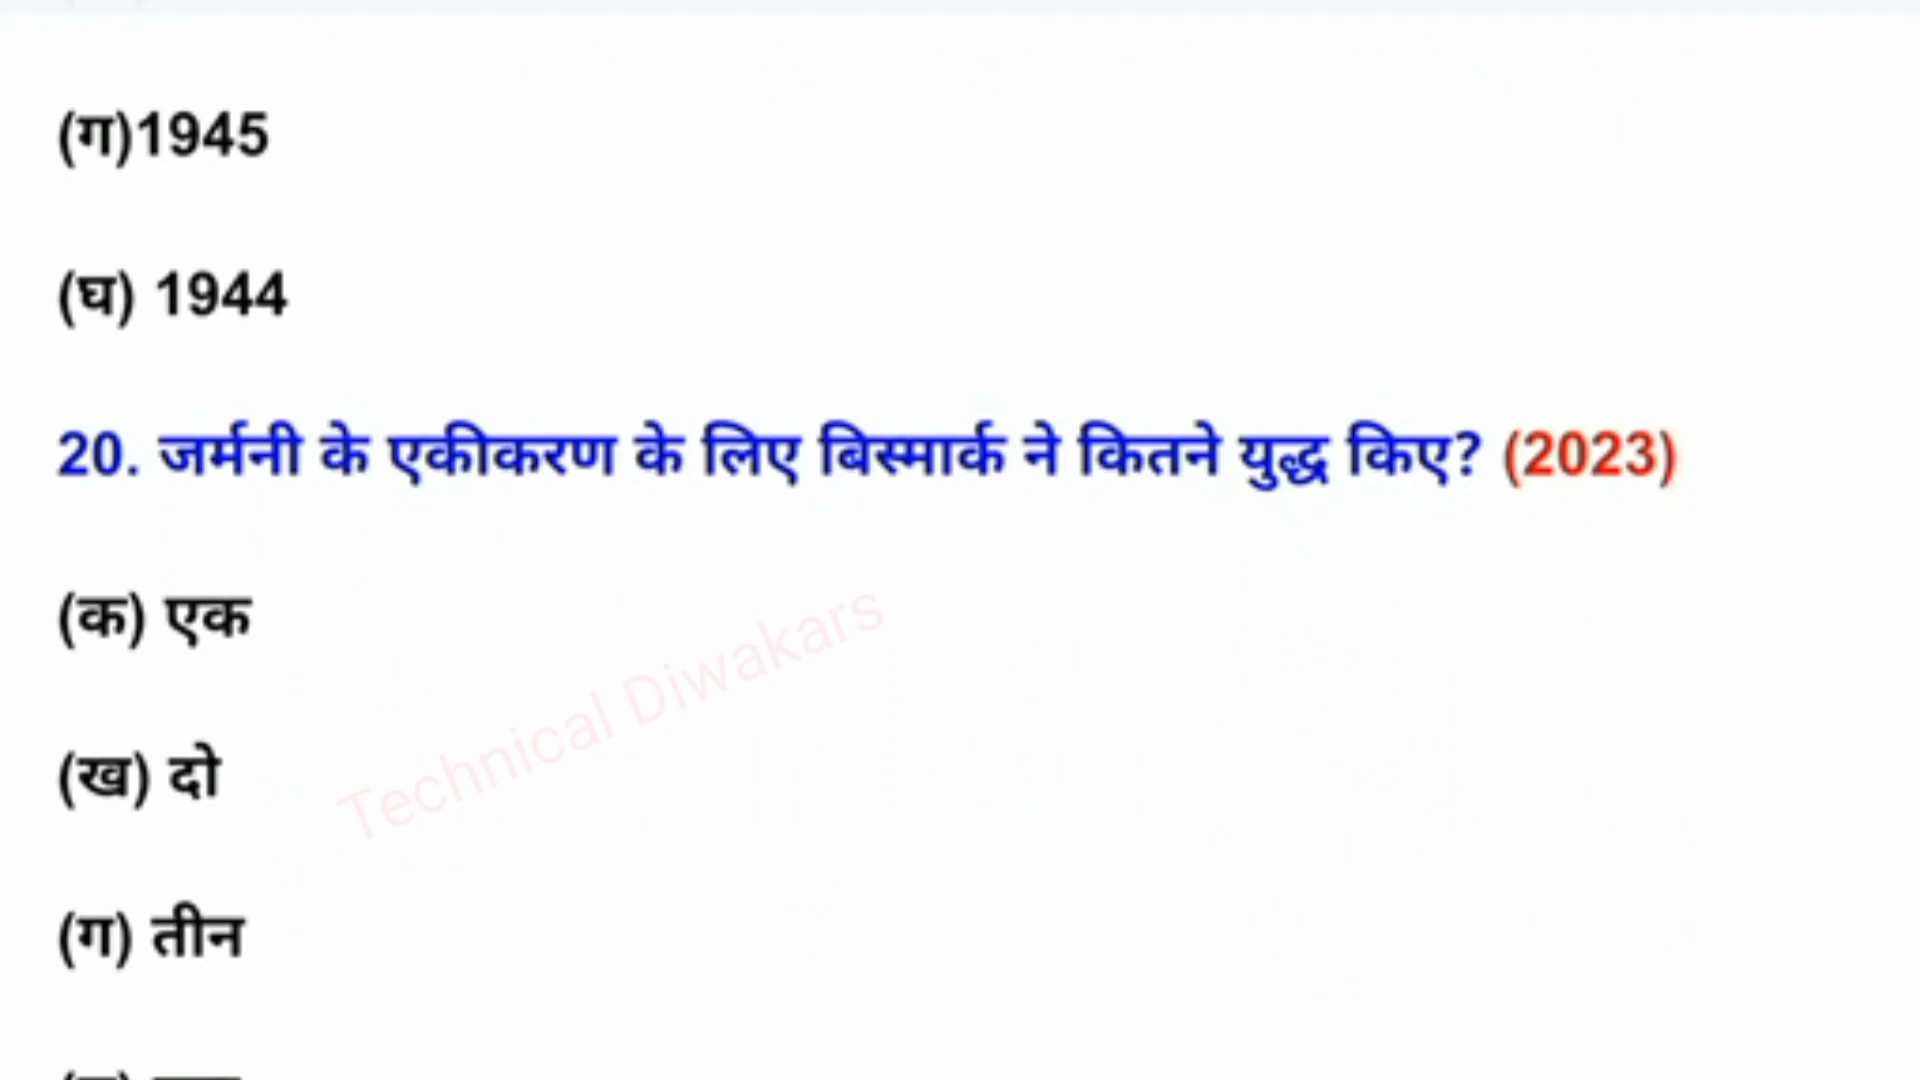 (ग)1945
(घ) 1944
20. जर्मनी के एकीकरण के लिए बिस्मार्क ने कितने युद्ध किए? (2023)
(क) एक
(ख) दो
(ग) तीन
Technical Diwakars